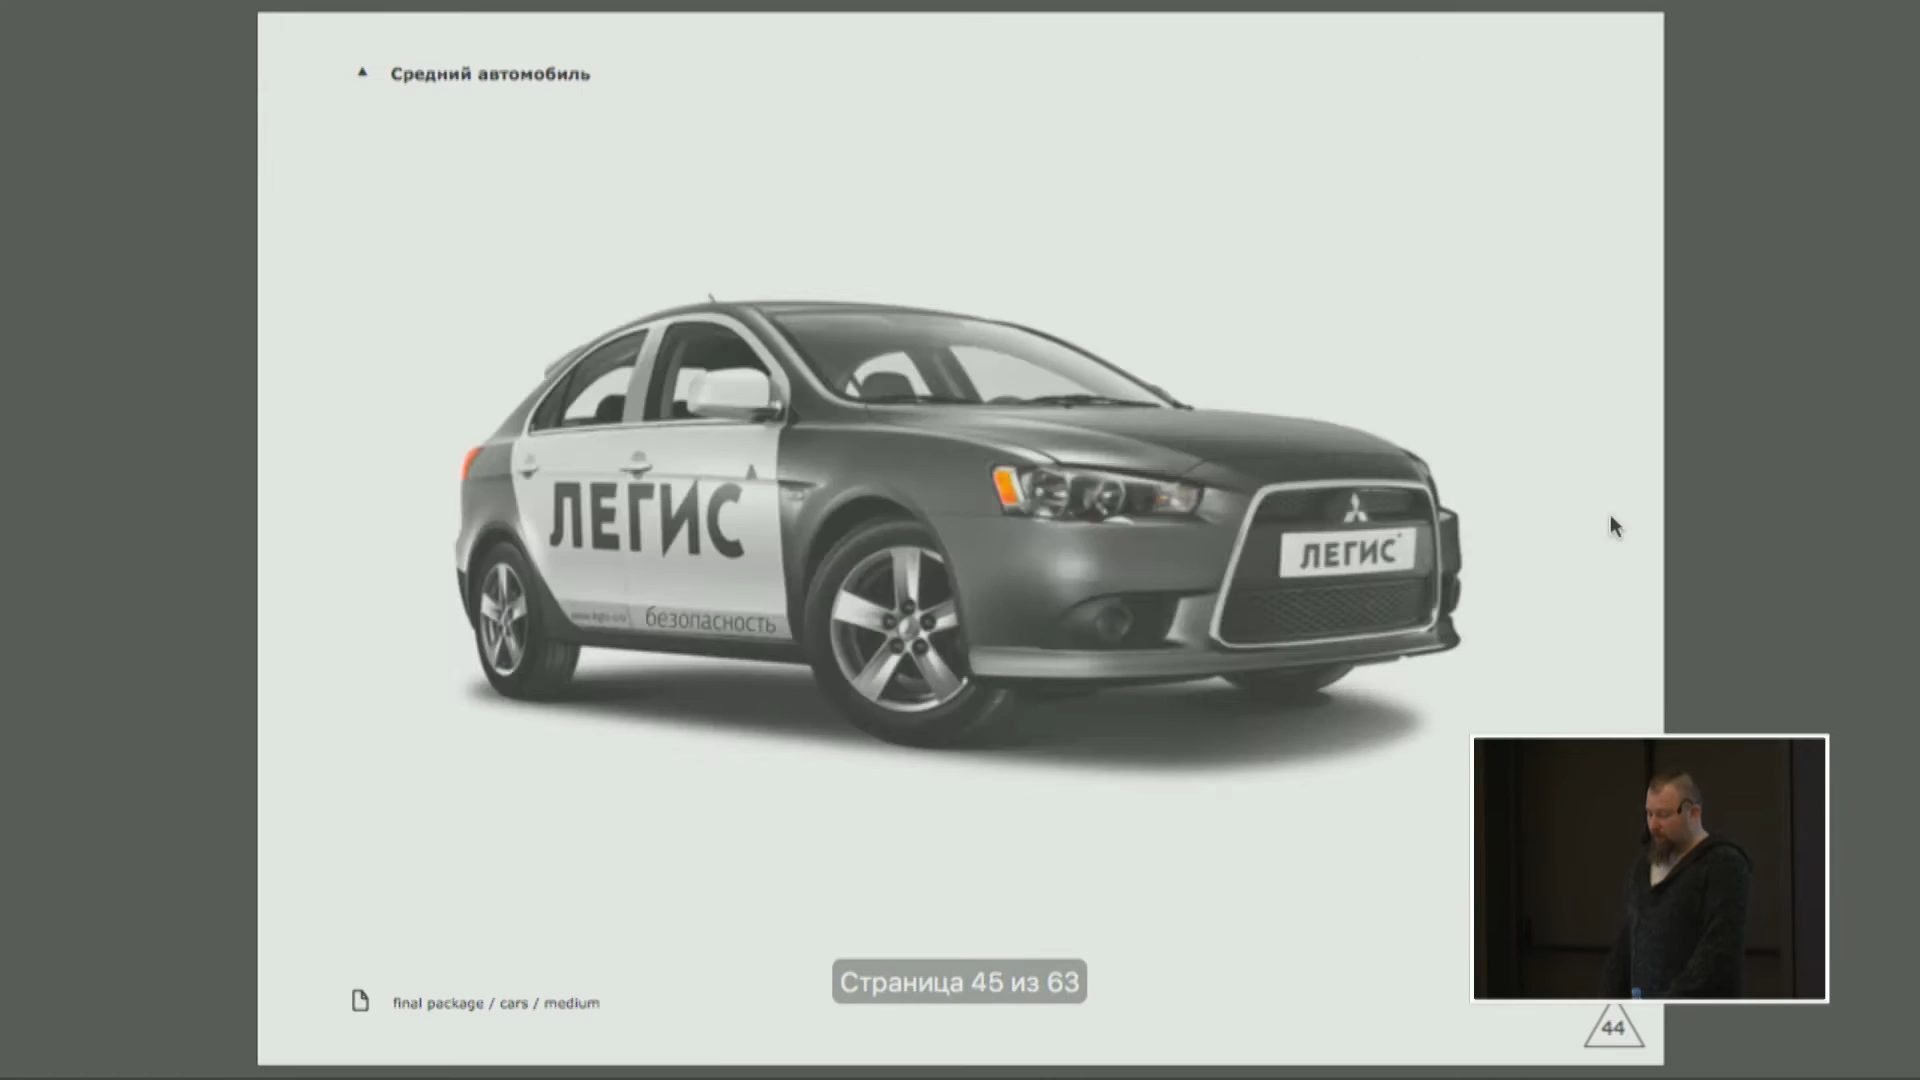 Средний автомобиль
ЛЕГИС
ЛЕГИС
безопасность
Страница 45 из 63
final package / cars / medium
44